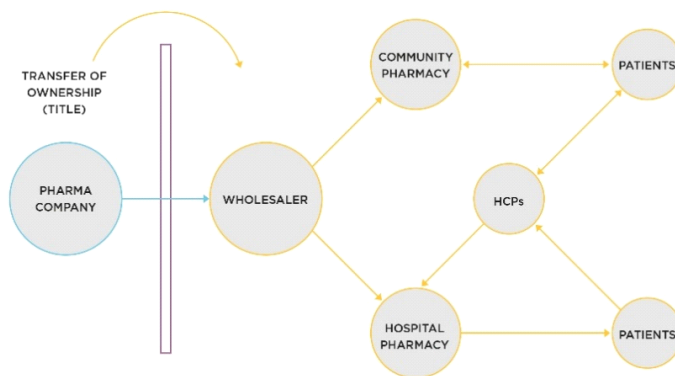 TRANSFER OF
OWNERSHIP
(TITLE)
PHARMA
COMPANY
WHOLESALER
COMMUNITY
PHARMACY
PATIENTS
HCPs
HOSPITAL
PHARMACY
PATIENTS